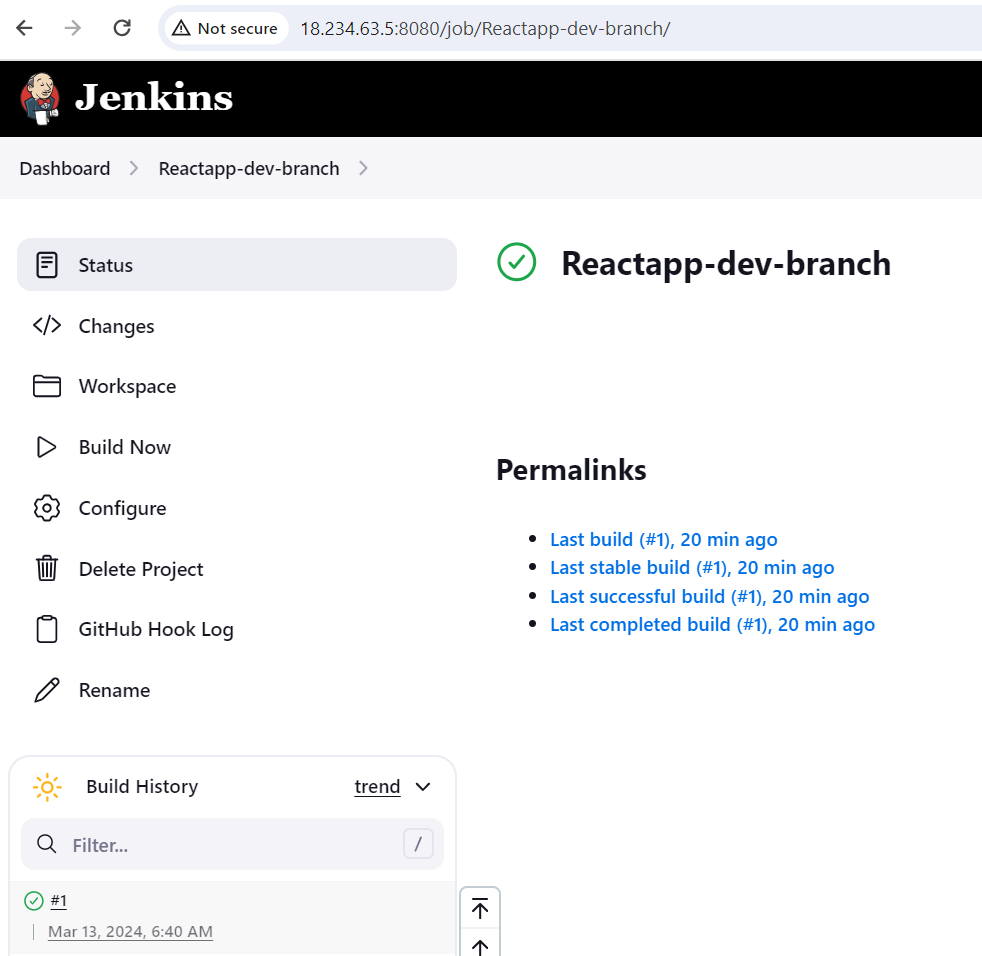 Not secure 18.234.63.5:8080/job/Reactapp-dev-branch/
Jenkins
Dashboard Reactapp-dev-branch
Status
Changes
Workspace
Build Now
Configure
Delete Project
GitHub Hook Log
Rename
Reactapp-dev-branch
Permalinks
Last build (#1), 20 min ago
Last stable build (#1), 20 min ago
Last successful build (#1), 20 min ago
Last completed build (#1), 20 min ago
Build History trend
Filter... /
#1
Mar 13, 2024, 6:40 AM